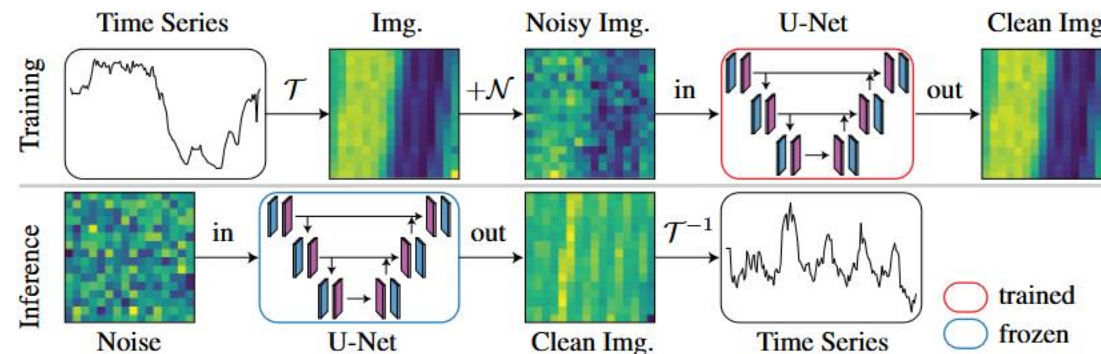 Time Series
Img.
Noisy Img.
U-Net
Clean Img
Training
𝒯
+𝒩
in
out
Inference
in
out
𝒯⁻¹
Noise
U-Net
Clean Img.
Time Series
trained
frozen